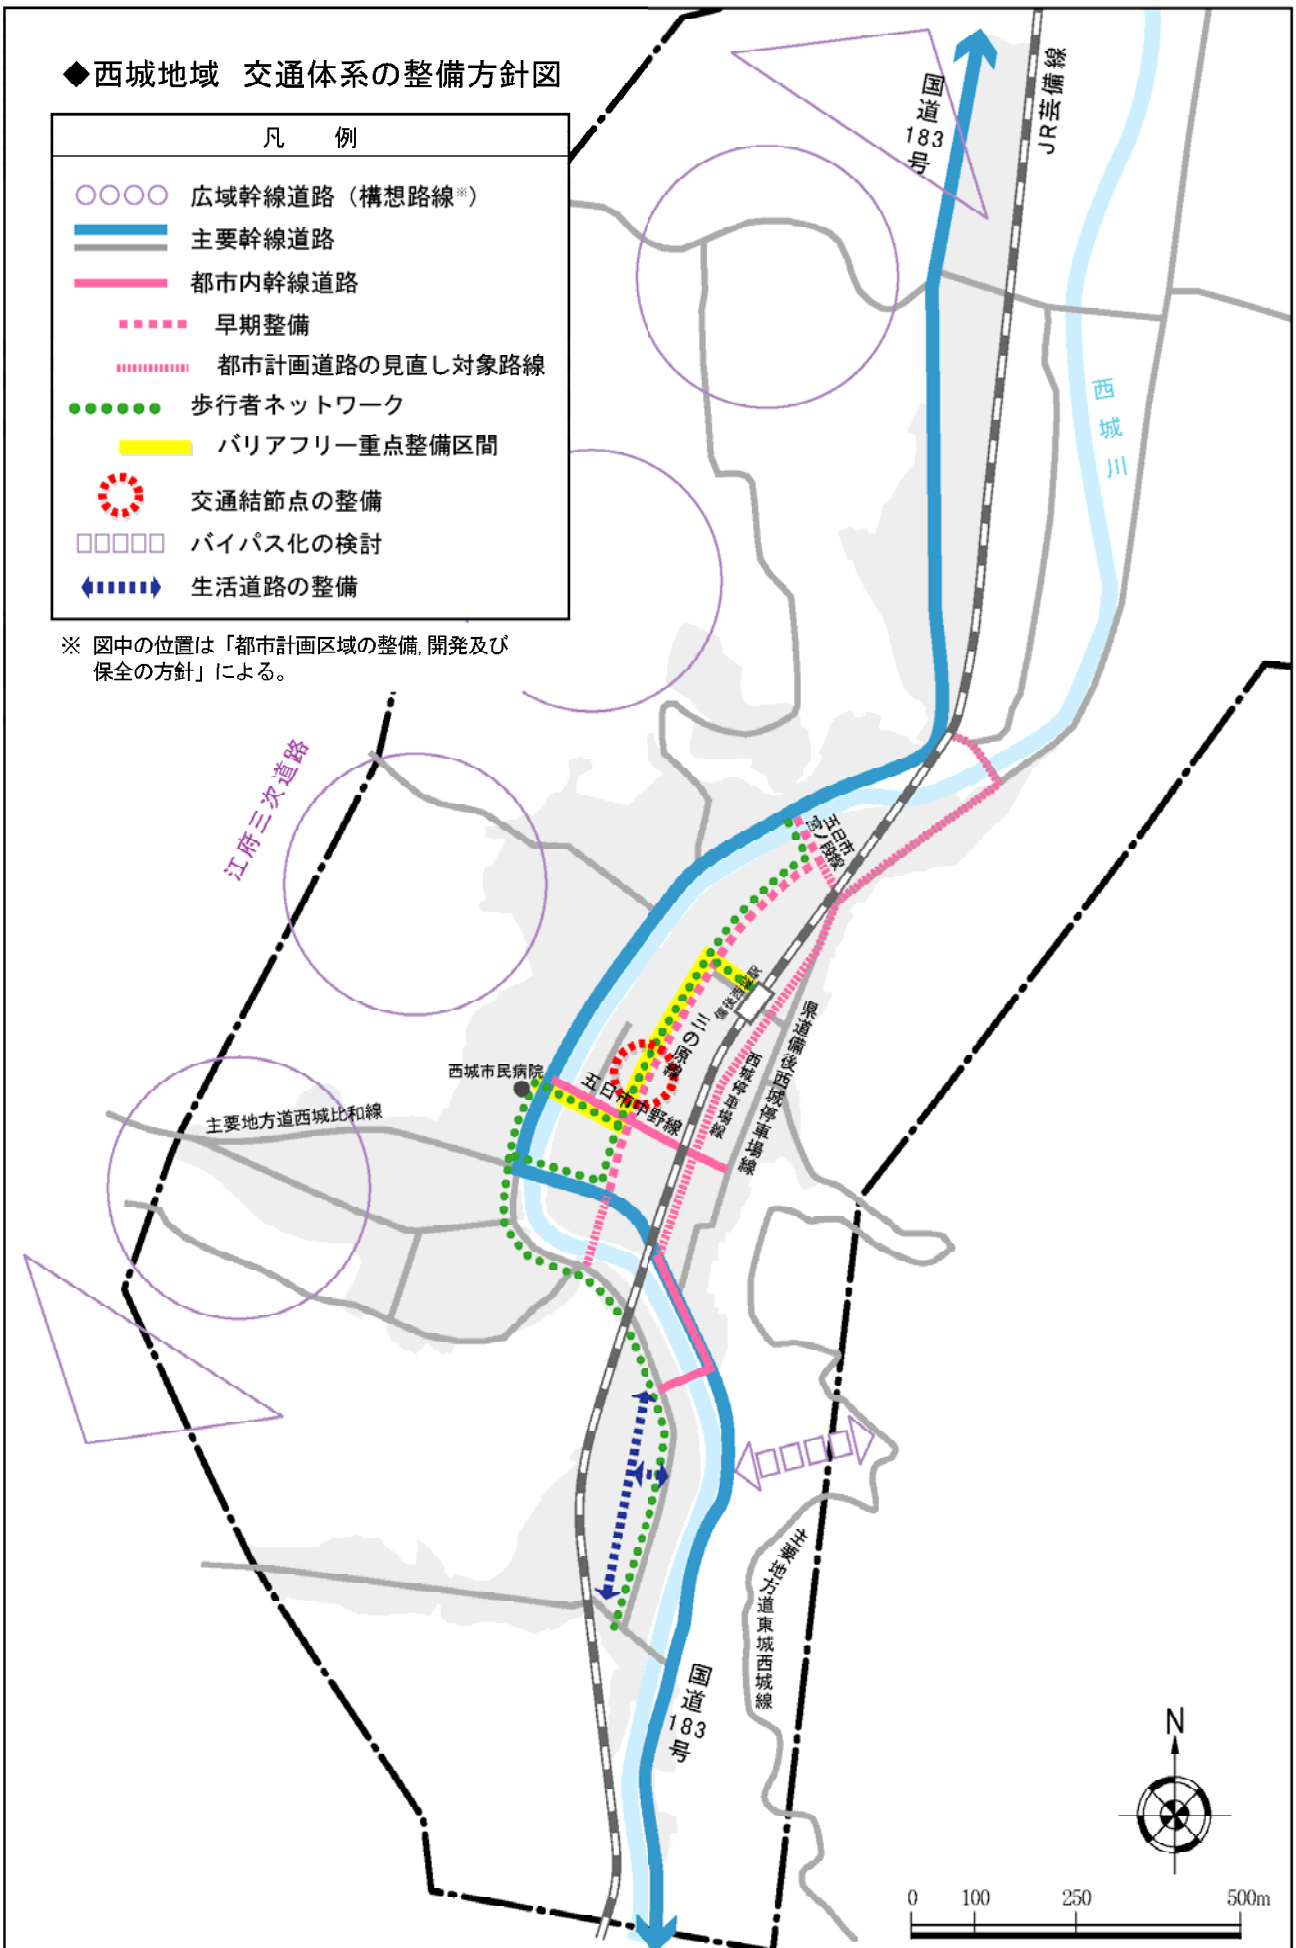 ◆西城地域 交通体系の整備方針図
凡 例
広域幹線道路（構想路線※）
主要幹線道路
都市内幹線道路
早期整備
都市計画道路の見直し対象路線
歩行者ネットワーク
バリアフリー重点整備区間
交通結節点の整備
バイパス化の検討
生活道路の整備
※ 図中の位置は「都市計画区域の整備,開発及び
保全の方針」による。
国道183号
JR芸備線
西城川
江府三次道路
五日市
宮ノ段線
備後西城駅
三の原線
県道備後西城停車場線
西城停車場線
西城市民病院
五日市中野線
主要地方道西城比和線
主要地方道東城西城線
国道183号
N
0 100 250 500m